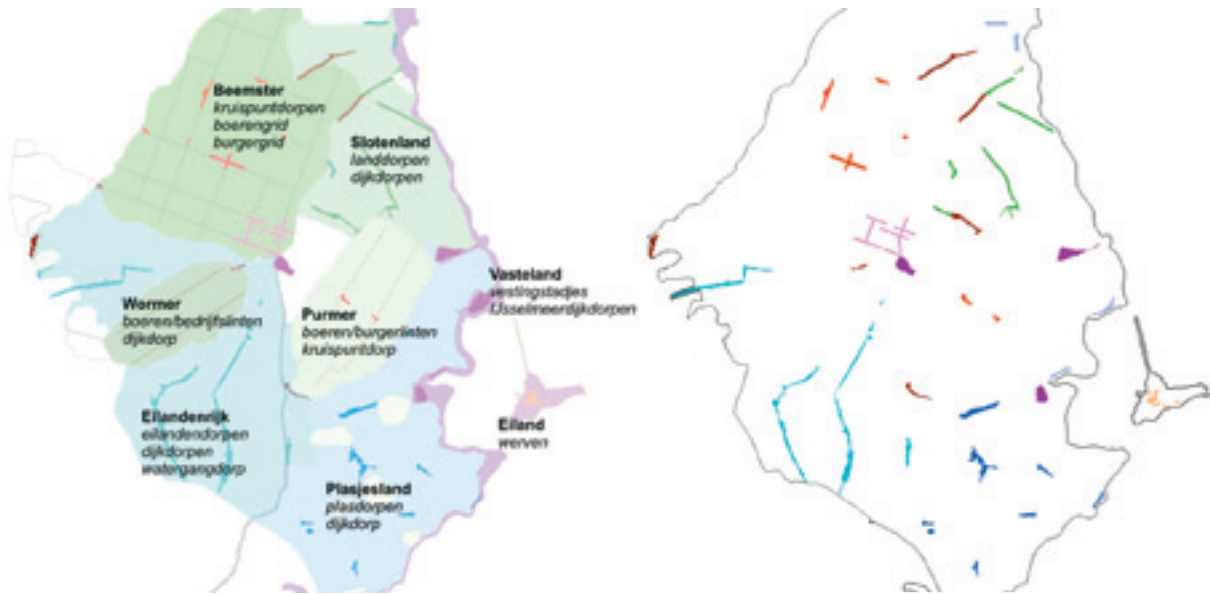 Beemster
kruispuntdorpen
boerengrid
burgergrid
Slotenland
landdorpen
dijkdorpen
Vasteland
vestingstadjes
IJsselmeerdijkdorpen
Wormer
boeren/bedrijfslinten
dijkdorp
Purmer
boeren/burgerlinten
kruispuntdorp
Eilandenrijk
eilandendorpen
dijkdorpen
watergangdorp
Eiland
werven
Plasjesland
plasdorpen
dijkdorp